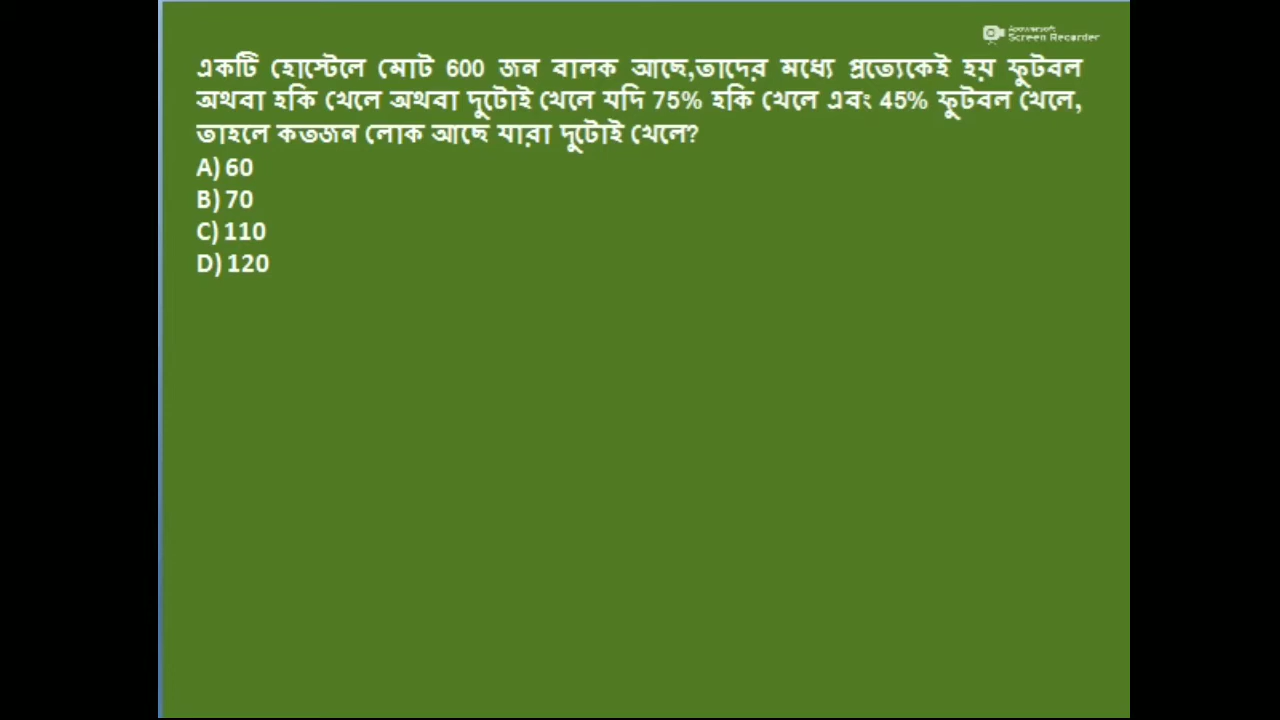 Apowersoft
Screen Recorder
একটি হোস্টেলে মোট 600 জন বালক আছে,তাদের মধ্যে প্রত্যেকেই হয় ফুটবল
অথবা হকি খেলে অথবা দুটোই খেলে যদি 75% হকি খেলে এবং 45% ফুটবল খেলে,
তাহলে কতজন লোক আছে যারা দুটোই খেলে?
A) 60
B) 70
C) 110
D) 120